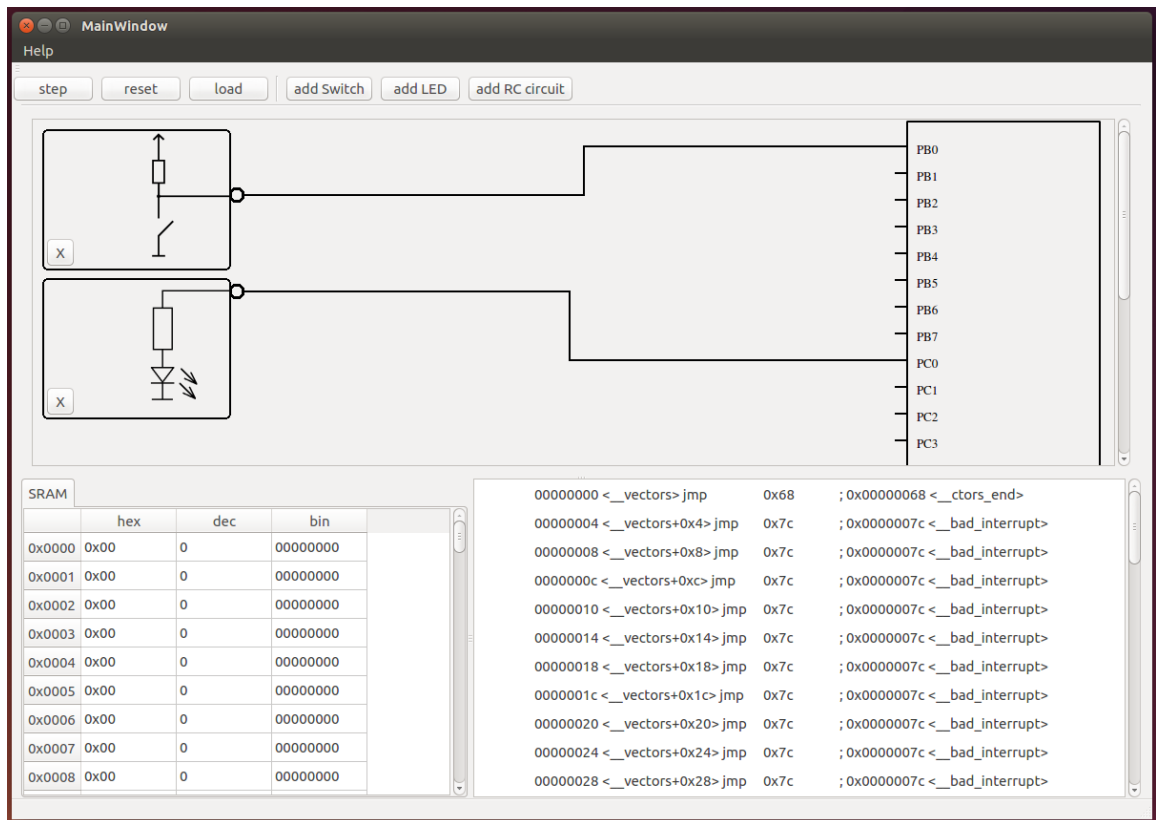 MainWindow
Help
step reset load add Switch add LED add RC circuit
PB0
PB1
PB2
PB3
PB4
PB5
PB6
PB7
PC0
PC1
PC2
PC3
X
X
SRAM
hex dec bin
0x0000 0x00 0 00000000
0x0001 0x00 0 00000000
0x0002 0x00 0 00000000
0x0003 0x00 0 00000000
0x0004 0x00 0 00000000
0x0005 0x00 0 00000000
0x0006 0x00 0 00000000
0x0007 0x00 0 00000000
0x0008 0x00 0 00000000
00000000 <__vectors> jmp 0x68 ; 0x00000068 <__ctors_end>
00000004 <__vectors+0x4> jmp 0x7c ; 0x0000007c <__bad_interrupt>
00000008 <__vectors+0x8> jmp 0x7c ; 0x0000007c <__bad_interrupt>
0000000c <__vectors+0xc> jmp 0x7c ; 0x0000007c <__bad_interrupt>
00000010 <__vectors+0x10> jmp 0x7c ; 0x0000007c <__bad_interrupt>
00000014 <__vectors+0x14> jmp 0x7c ; 0x0000007c <__bad_interrupt>
00000018 <__vectors+0x18> jmp 0x7c ; 0x0000007c <__bad_interrupt>
0000001c <__vectors+0x1c> jmp 0x7c ; 0x0000007c <__bad_interrupt>
00000020 <__vectors+0x20> jmp 0x7c ; 0x0000007c <__bad_interrupt>
00000024 <__vectors+0x24> jmp 0x7c ; 0x0000007c <__bad_interrupt>
00000028 <__vectors+0x28> jmp 0x7c ; 0x0000007c <__bad_interrupt>